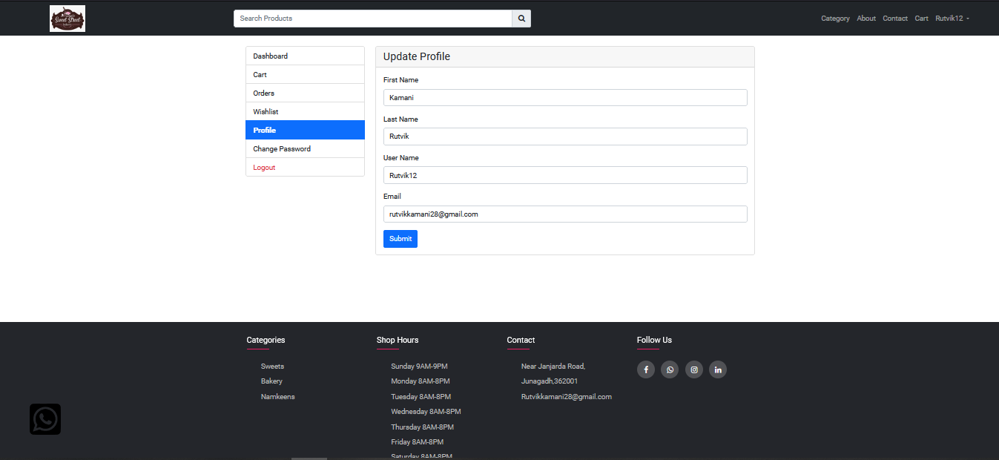 Sweet Street
bakery
Search Products
Category About Contact Cart Rutvik12
Dashboard
Cart
Orders
Wishlist
Profile
Change Password
Logout
Update Profile
First Name
Kamani
Last Name
Rutvik
User Name
Rutvik12
Email
rutvikkamani28@gmail.com
Submit
Categories
Sweets
Bakery
Namkeens
Shop Hours
Sunday 9AM-9PM
Monday 8AM-8PM
Tuesday 8AM-8PM
Wednesday 8AM-8PM
Thursday 8AM-8PM
Friday 8AM-8PM
Saturday 8AM-8PM
Contact
Near Janjarda Road,
Junagadh,362001
Rutvikkamani28@gmail.com
Follow Us